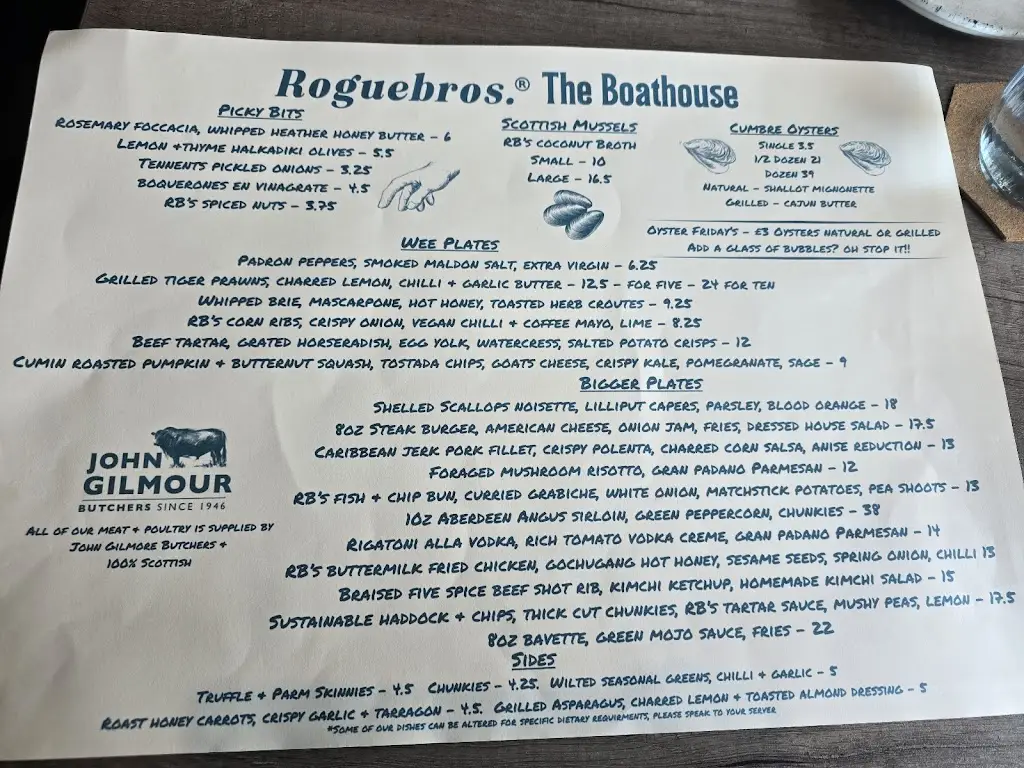 Roguebros.® The Boathouse
Picky Bits
Rosemary Foccacia, whipped heather honey butter – 6
Lemon + thyme Halkadiki olives – 5.5
Tennents pickled onions – 3.25
Boquerones en vinagrate – 4.5
RB's spiced nuts – 3.75
Scottish Mussels
RB's coconut broth
Small – 10
Large – 16.5
Cumbre Oysters
Single 3.5
1/2 Dozen 21
Dozen 39
Natural – Shallot Mignonette
Grilled – Cajun butter
Oyster Friday's – £3 Oysters natural or grilled
Add a glass of bubbles? Oh stop it!!
Wee Plates
Padron peppers, smoked Maldon salt, extra virgin – 6.25
Grilled tiger prawns, charred lemon, chilli + garlic butter – 12.5 – for five – 24 for ten
Whipped brie, mascarpone, hot honey, toasted herb croutes – 9.25
RB's corn ribs, crispy onion, vegan chilli + coffee mayo, lime – 8.25
Beef tartar, grated horseradish, egg yolk, watercress, salted potato crisps – 12
Cumin roasted pumpkin + butternut squash, tostada chips, goats cheese, crispy kale, pomegranate, sage – 9
Bigger Plates
Shelled Scallops noisette, lilliput capers, parsley, blood orange – 18
8oz Steak burger, American cheese, onion jam, fries, dressed house salad – 17.5
Caribbean jerk pork fillet, crispy polenta, charred corn salsa, anise reduction – 13
Foraged mushroom risotto, Gran Padano Parmesan – 12
RB's fish + chip bun, curried grabiche, white onion, matchstick potatoes, pea shoots – 13
10z Aberdeen Angus sirloin, green peppercorn, chunkies – 38
Rigatoni alla vodka, rich tomato vodka creme, Gran Padano Parmesan – 14
RB's buttermilk fried chicken, gochugang hot honey, sesame seeds, spring onion, chilli 13
Braised five spice beef shot rib, kimchi ketchup, homemade kimchi salad – 15
Sustainable haddock + chips, thick cut chunkies, RB's tartar sauce, mushy peas, lemon – 17.5
8oz Bavette, green mojo sauce, fries – 22
JOHN
GILMOUR
BUTCHERS SINCE 1946
All of our meat + poultry is supplied by
John Gilmore Butchers +
100% Scottish
Sides
Truffle + Parm Skinnies – 4.5 Chunkies – 4.25 Wilted seasonal greens, chilli + garlic – 5
Roast honey carrots, crispy garlic + tarragon – 4.5 Grilled Asparagus, charred lemon + toasted almond dressing – 5
*Some of our dishes can be altered for specific dietary requirments, please speak to your server